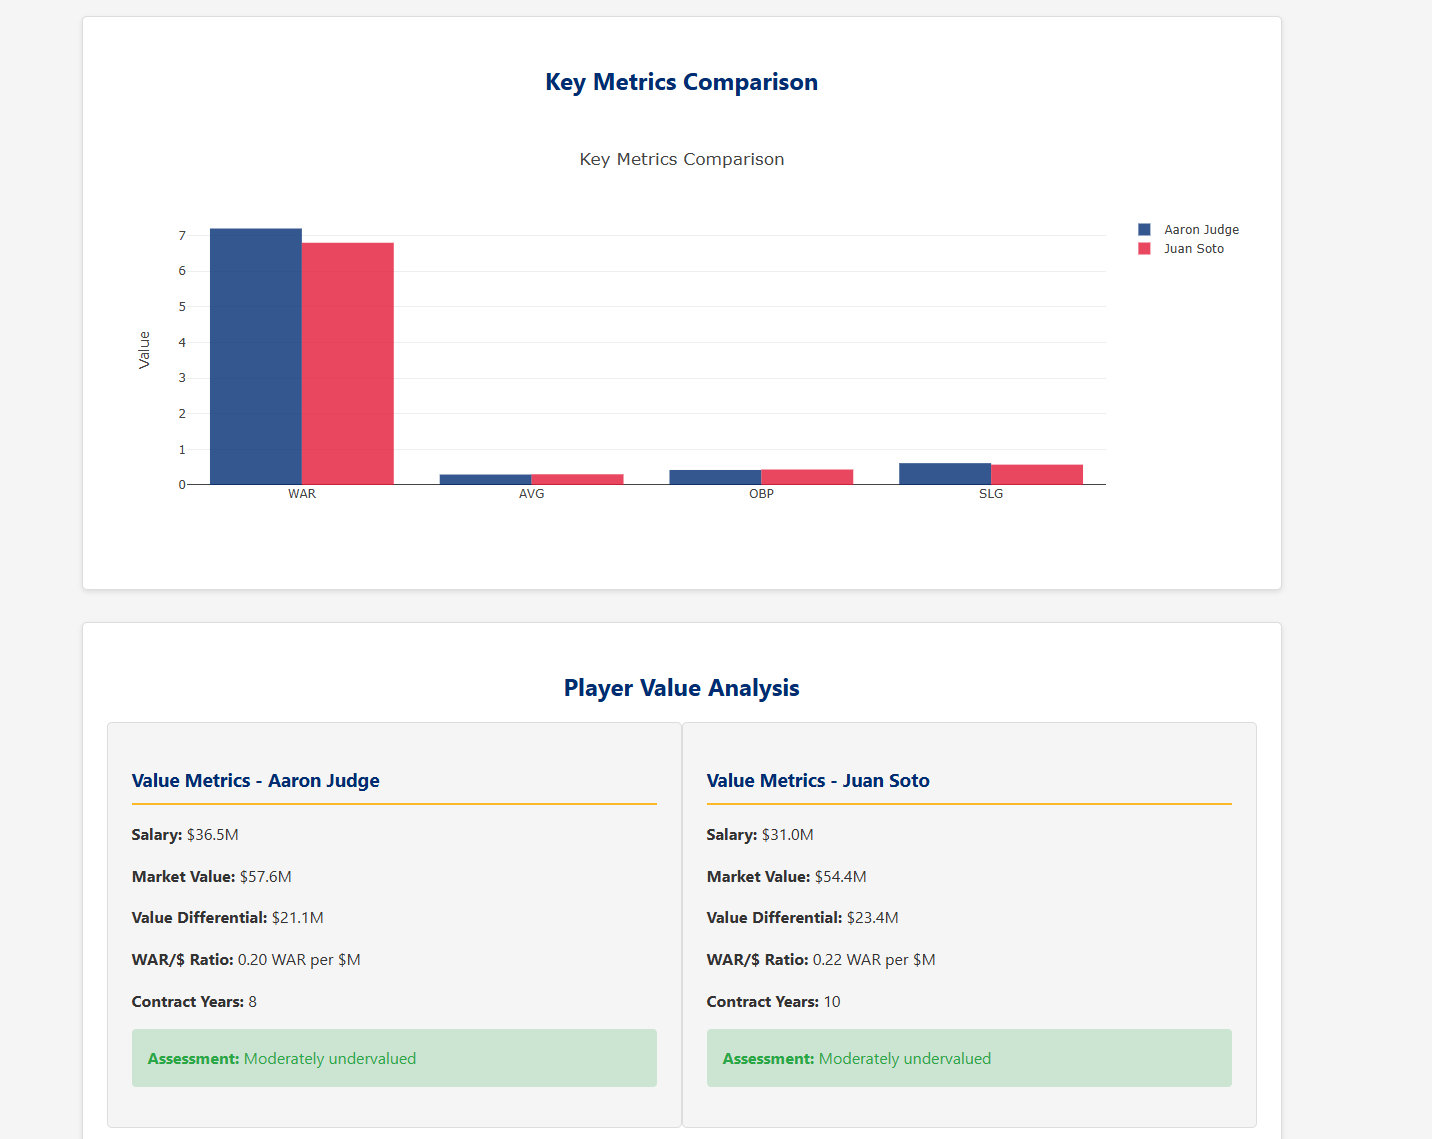 Key Metrics Comparison
Key Metrics Comparison
Value
7
6
5
4
3
2
1
0
WAR
AVG
OBP
SLG
Aaron Judge
Juan Soto
Player Value Analysis
Value Metrics - Aaron Judge
Salary: $36.5M
Market Value: $57.6M
Value Differential: $21.1M
WAR/$ Ratio: 0.20 WAR per $M
Contract Years: 8
Assessment: Moderately undervalued
Value Metrics - Juan Soto
Salary: $31.0M
Market Value: $54.4M
Value Differential: $23.4M
WAR/$ Ratio: 0.22 WAR per $M
Contract Years: 10
Assessment: Moderately undervalued